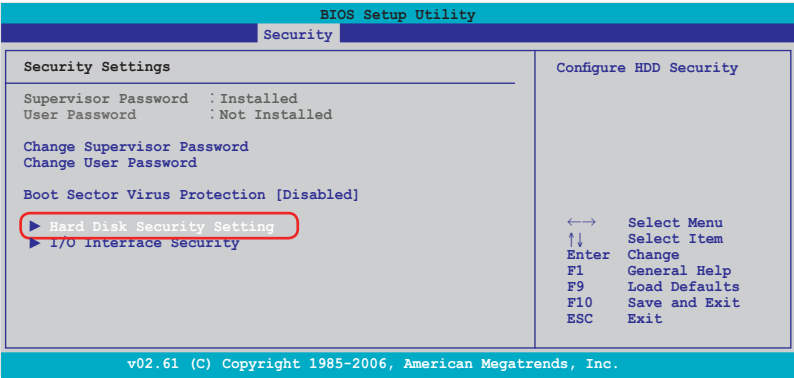 BIOS Setup Utility
Security
Security Settings
Supervisor Password : Installed
User Password : Not Installed
Change Supervisor Password
Change User Password
Boot Sector Virus Protection [Disabled]
▶ Hard Disk Security Setting
▶ I/O Interface Security
Configure HDD Security
←→ Select Menu
↑↓ Select Item
Enter Change
F1 General Help
F9 Load Defaults
F10 Save and Exit
ESC Exit
v02.61 (C) Copyright 1985-2006, American Megatrends, Inc.